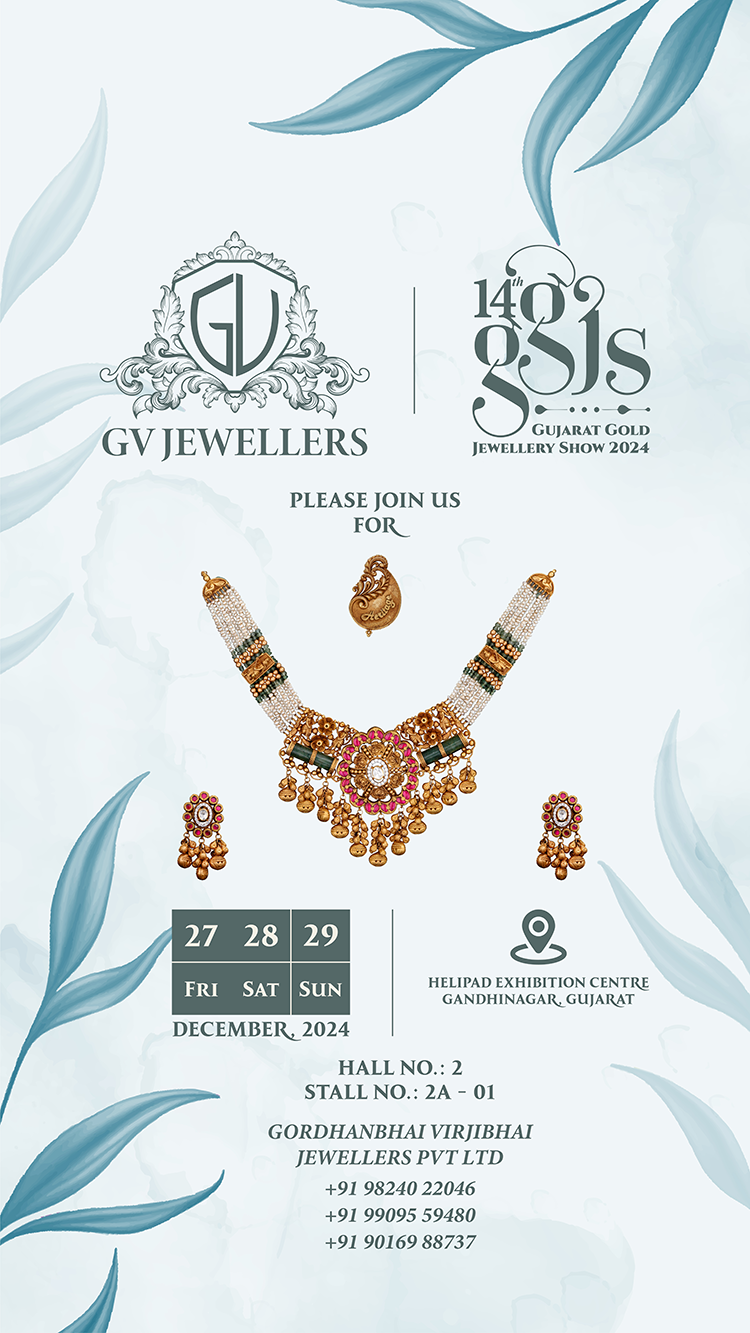 GV
GV JEWELLERS
14th
gsjs
GUJARAT GOLD
JEWELLERY SHOW 2024
PLEASE JOIN US
FOR
Heritage
27 28 29
FRI SAT SUN
DECEMBER, 2024
HELIPAD EXHIBITION CENTRE
GANDHINAGAR, GUJARAT
HALL NO.: 2
STALL NO.: 2A - 01
GORDHANBHAI VIRJIBHAI
JEWELLERS PVT LTD
+91 98240 22046
+91 99095 59480
+91 90169 88737